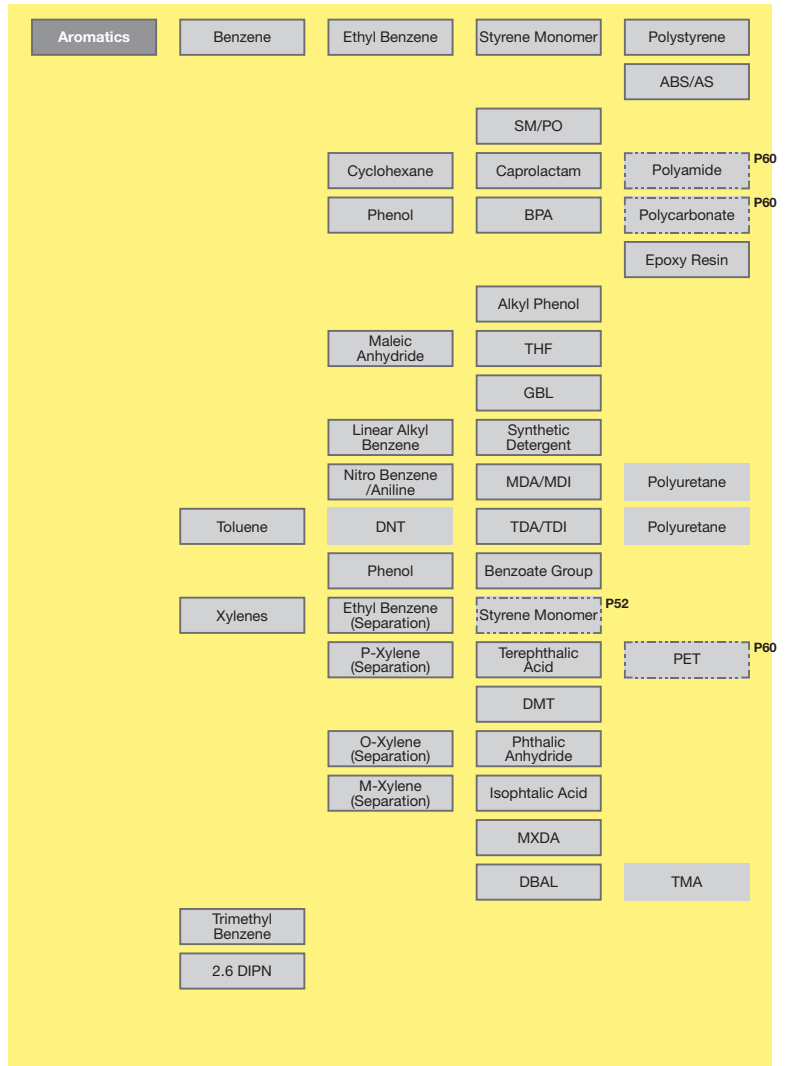 Aromatics
Benzene
Ethyl Benzene
Styrene Monomer
Polystyrene
ABS/AS
SM/PO
Cyclohexane
Caprolactam
Polyamide
P60
Phenol
BPA
Polycarbonate
P60
Epoxy Resin
Alkyl Phenol
Maleic
Anhydride
THF
GBL
Linear Alkyl
Benzene
Synthetic
Detergent
Nitro Benzene
/Aniline
MDA/MDI
Polyuretane
Toluene
DNT
TDA/TDI
Polyuretane
Phenol
Benzoate Group
Xylenes
Ethyl Benzene
(Separation)
Styrene Monomer
P52
P-Xylene
(Separation)
Terephthalic
Acid
PET
P60
DMT
O-Xylene
(Separation)
Phthalic
Anhydride
M-Xylene
(Separation)
Isophtalic Acid
MXDA
DBAL
TMA
Trimethyl
Benzene
2.6 DIPN